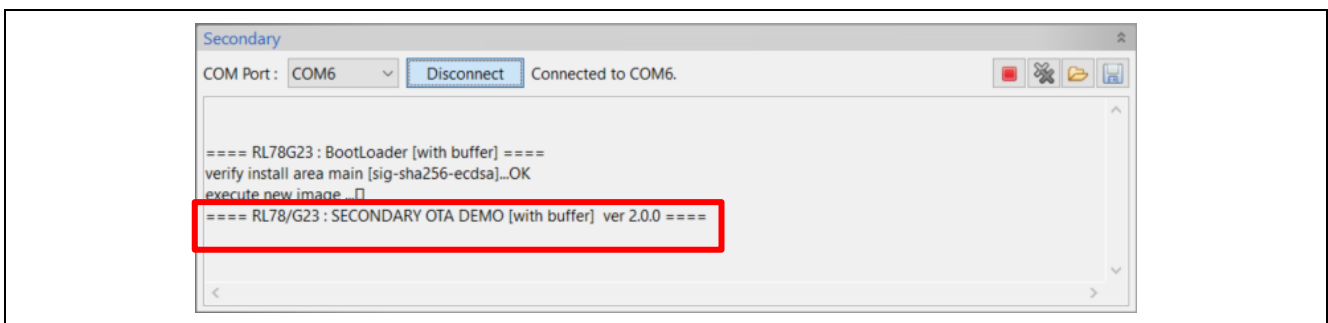 Secondary
COM Port : COM6 Disconnect Connected to COM6.
==== RL78G23 : BootLoader [with buffer] ====
verify install area main [sig-sha256-ecdsa]...OK
execute new image ...▯
==== RL78/G23 : SECONDARY OTA DEMO [with buffer]  ver 2.0.0 ====